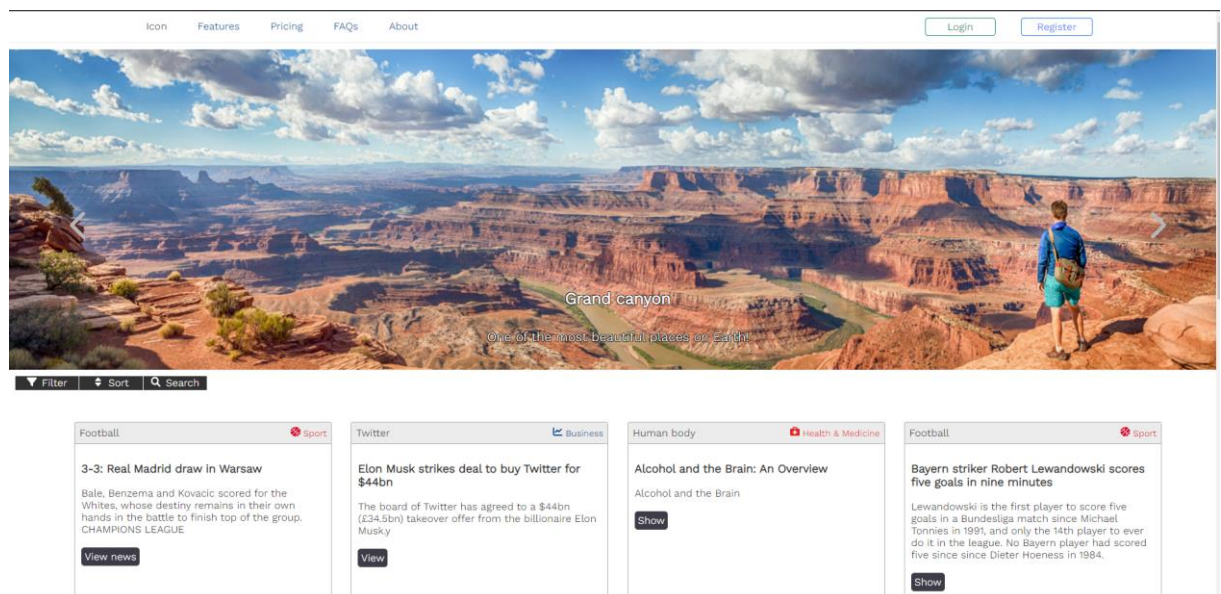 Icon Features Pricing FAQs About Login Register
Grand canyon
One of the most beautiful places on Earth!
Filter Sort Search
Football Sport
3-3: Real Madrid draw in Warsaw
Bale, Benzema and Kovacic scored for the
Whites, whose destiny remains in their own
hands in the battle to finish top of the group.
CHAMPIONS LEAGUE
View news
Twitter Business
Elon Musk strikes deal to buy Twitter for
$44bn
The board of Twitter has agreed to a $44bn
(£34.5bn) takeover offer from the billionaire Elon
Musk.y
View
Human body Health & Medicine
Alcohol and the Brain: An Overview
Alcohol and the Brain
Show
Football Sport
Bayern striker Robert Lewandowski scores
five goals in nine minutes
Lewandowski is the first player to score five
goals in a Bundesliga match since Michael
Tonnies in 1991, and only the 14th player to ever
do it in the league. No Bayern player had scored
five since since Dieter Hoeness in 1984.
Show